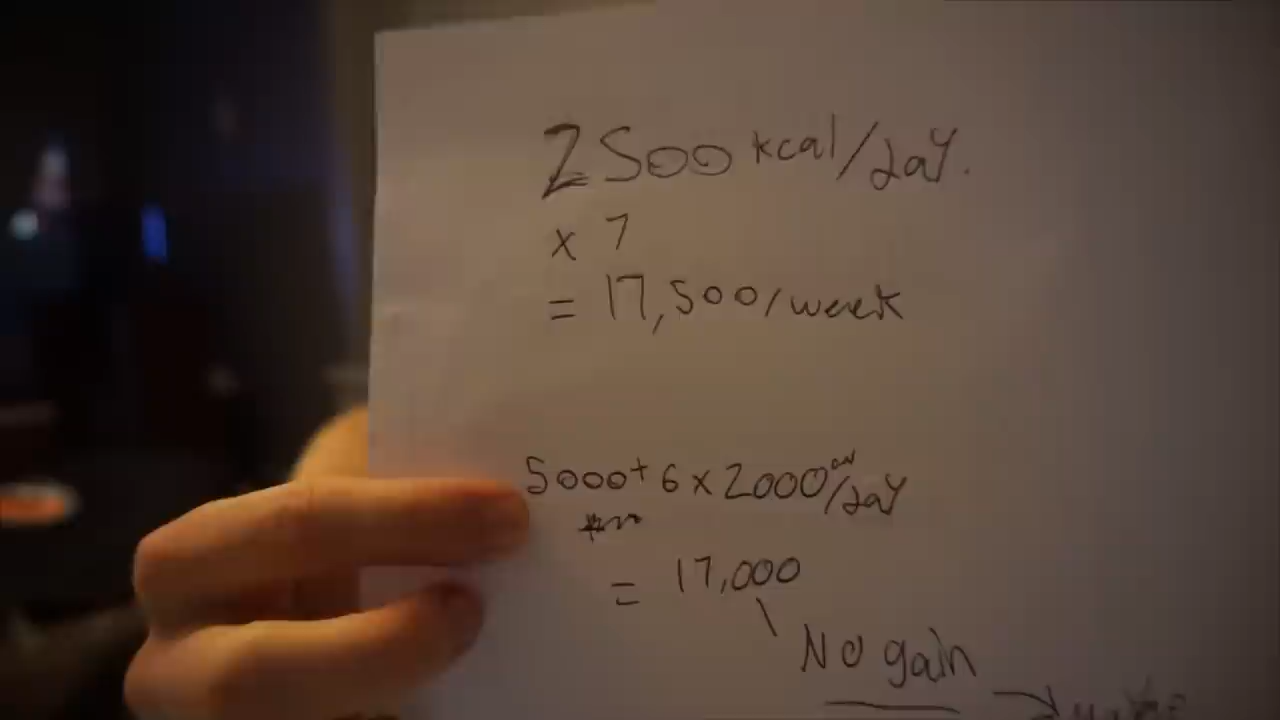 2500 kcal/day.
x 7
= 17,500/week
5000 + 6 x 2000 /day
= 17,000
No gain